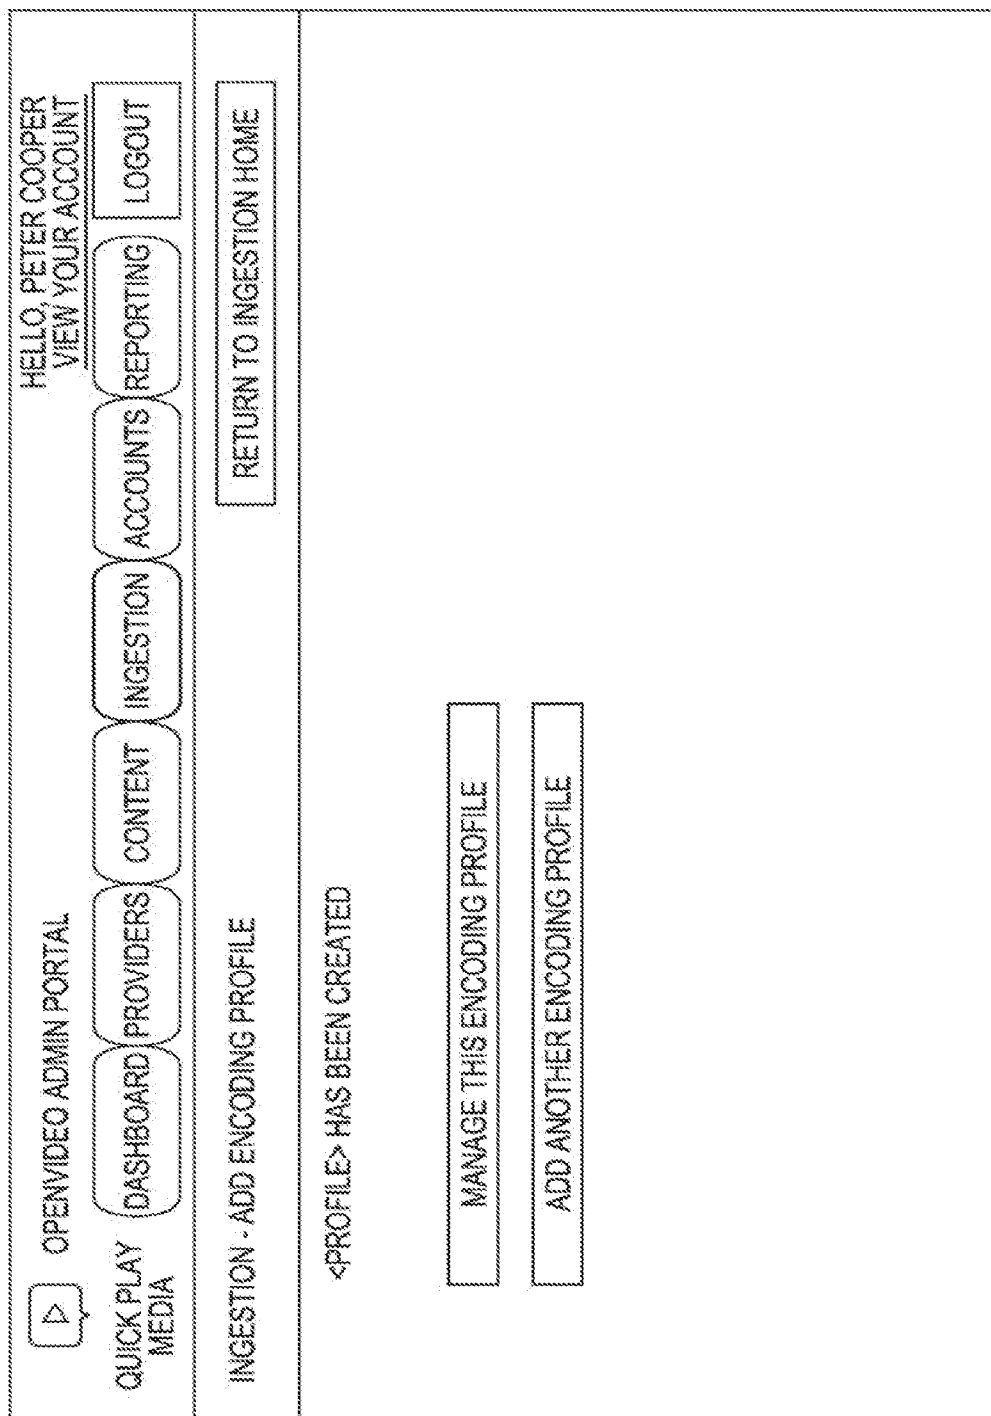 OPENVIDEO ADMIN PORTAL
HELLO, PETER COOPER
VIEW YOUR ACCOUNT
QUICK PLAY
MEDIA
DASHBOARD
PROVIDERS
CONTENT
INGESTION
ACCOUNTS
REPORTING
LOGOUT
INGESTION - ADD ENCODING PROFILE
RETURN TO INGESTION HOME
<PROFILE> HAS BEEN CREATED
MANAGE THIS ENCODING PROFILE
ADD ANOTHER ENCODING PROFILE